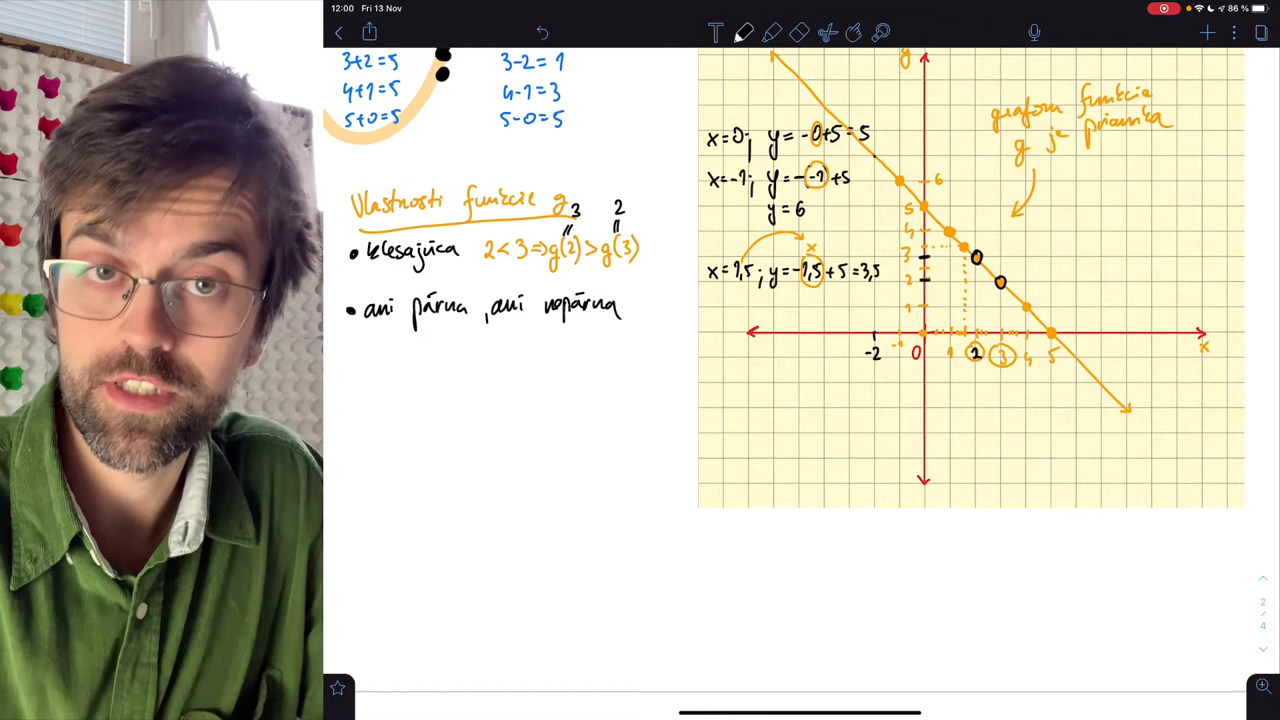 12:00 Fri 13 Nov
86 %
3+2=5
4+1=5
5+0=5
3-2=1
4-1=3
5-0=5
Vlastnosti funkcie g
3 2
= =
• klesajúca 2<3 ⇒ g(2) > g(3)
• ani párna, ani nepárna
y
grafom funkcie
g je priamka
x=0; y=-0+5=5
x=-1; y=-(-1)+5
y=6
x
x=1,5; y=-1,5+5=3,5
6
5
4
3
2
1
-2 -1 0 1 2 3 4 5 x
T
2
/
4